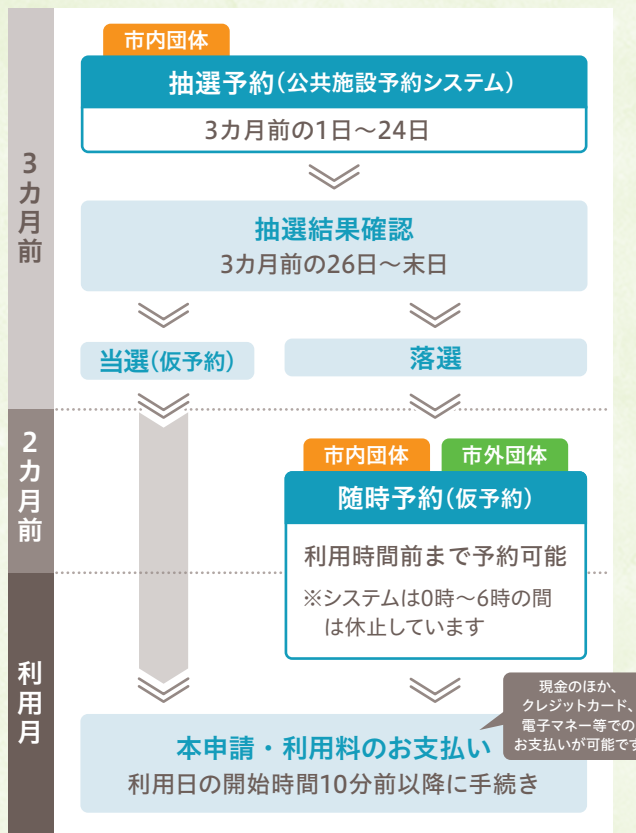 3カ月前
市内団体
抽選予約（公共施設予約システム）
3カ月前の1日～24日
抽選結果確認
3カ月前の26日～末日
当選（仮予約）
落選
2カ月前
市内団体
市外団体
随時予約（仮予約）
利用時間前まで予約可能
※システムは0時～6時の間
は休止しています
利用月
現金のほか、
クレジットカード、
電子マネー等での
お支払いが可能です
本申請・利用料のお支払い
利用日の開始時間10分前以降に手続き